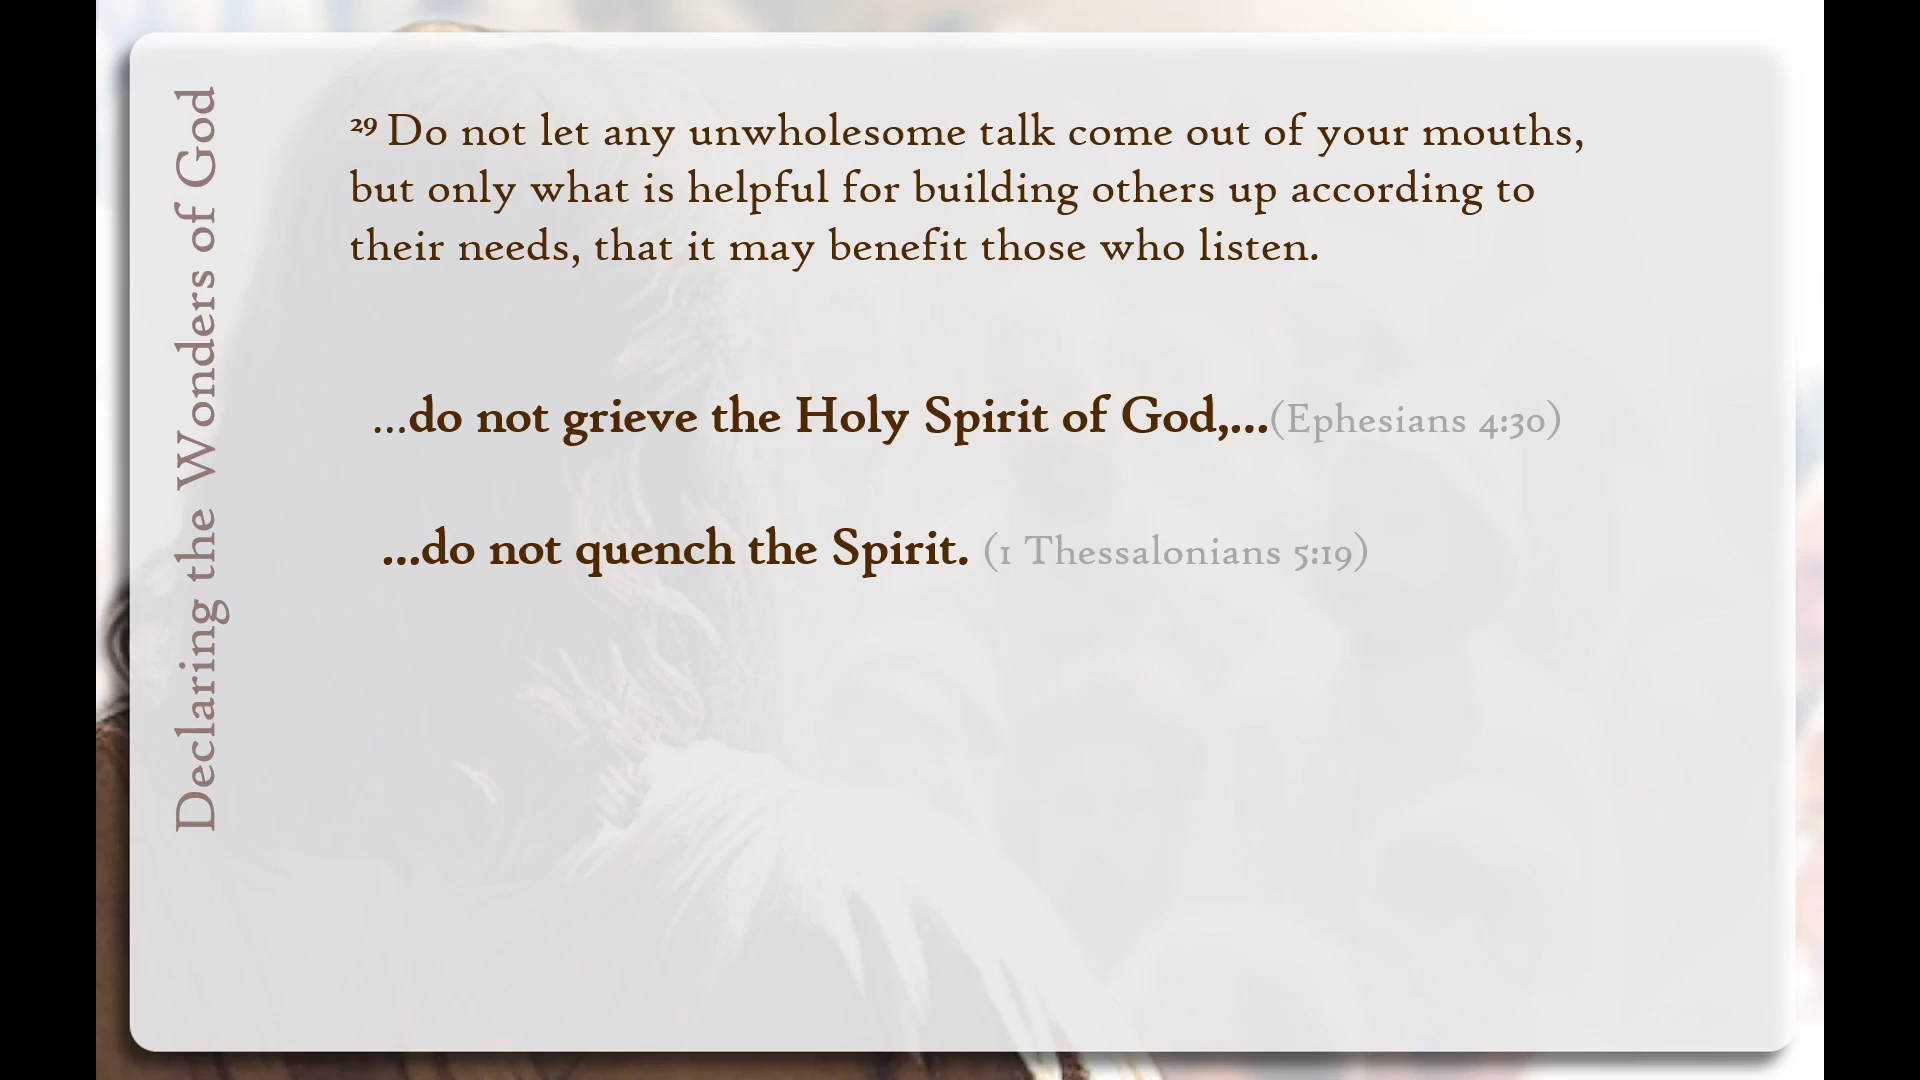 Declaring the Wonders of God
²⁹ Do not let any unwholesome talk come out of your mouths,
but only what is helpful for building others up according to
their needs, that it may benefit those who listen.
...do not grieve the Holy Spirit of God,...(Ephesians 4:30)
...do not quench the Spirit. (1 Thessalonians 5:19)